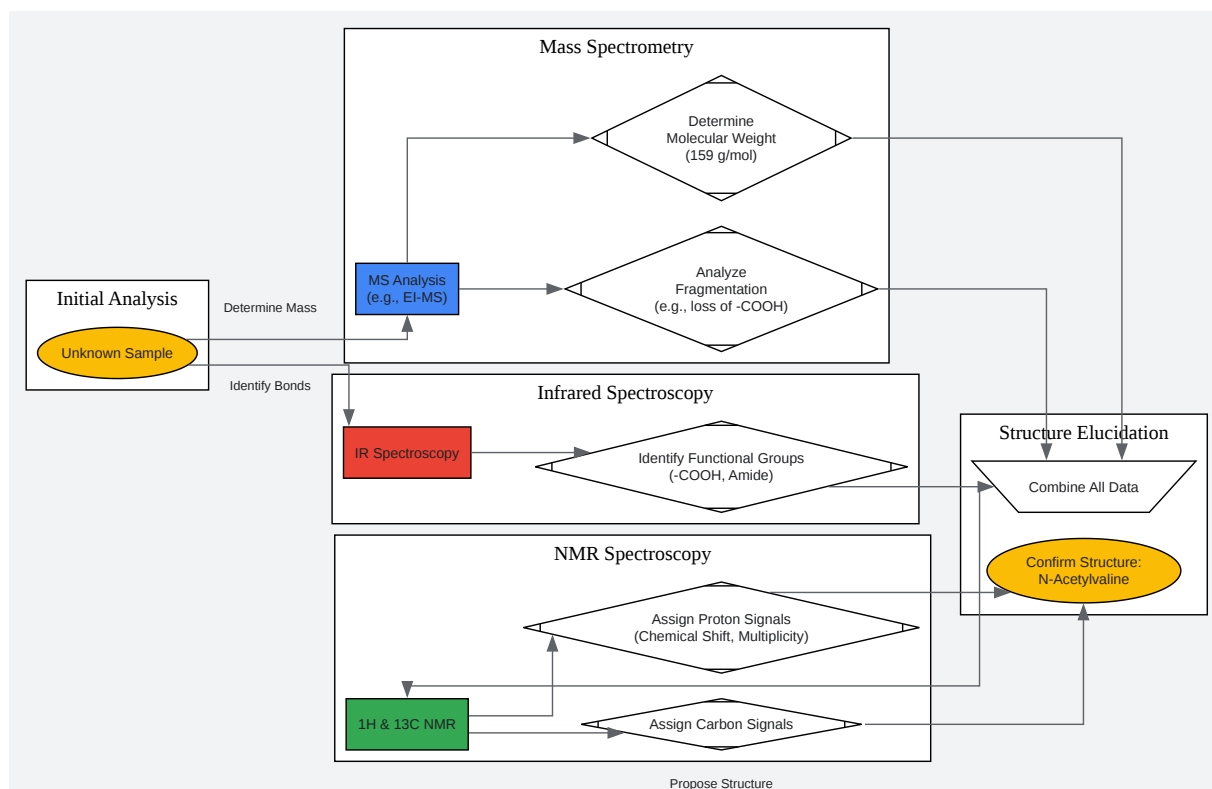 Mass Spectrometry
Determine
Molecular Weight
(159 g/mol)
Analyze
Fragmentation
(e.g., loss of -COOH)
MS Analysis
(e.g., EI-MS)
Initial Analysis
Unknown Sample
Determine Mass
Identify Bonds
Infrared Spectroscopy
IR Spectroscopy
Identify Functional Groups
(-COOH, Amide)
Structure Elucidation
Combine All Data
Confirm Structure:
N-Acetylvaline
NMR Spectroscopy
Assign Proton Signals
(Chemical Shift, Multiplicity)
1H & 13C NMR
Assign Carbon Signals
Propose Structure